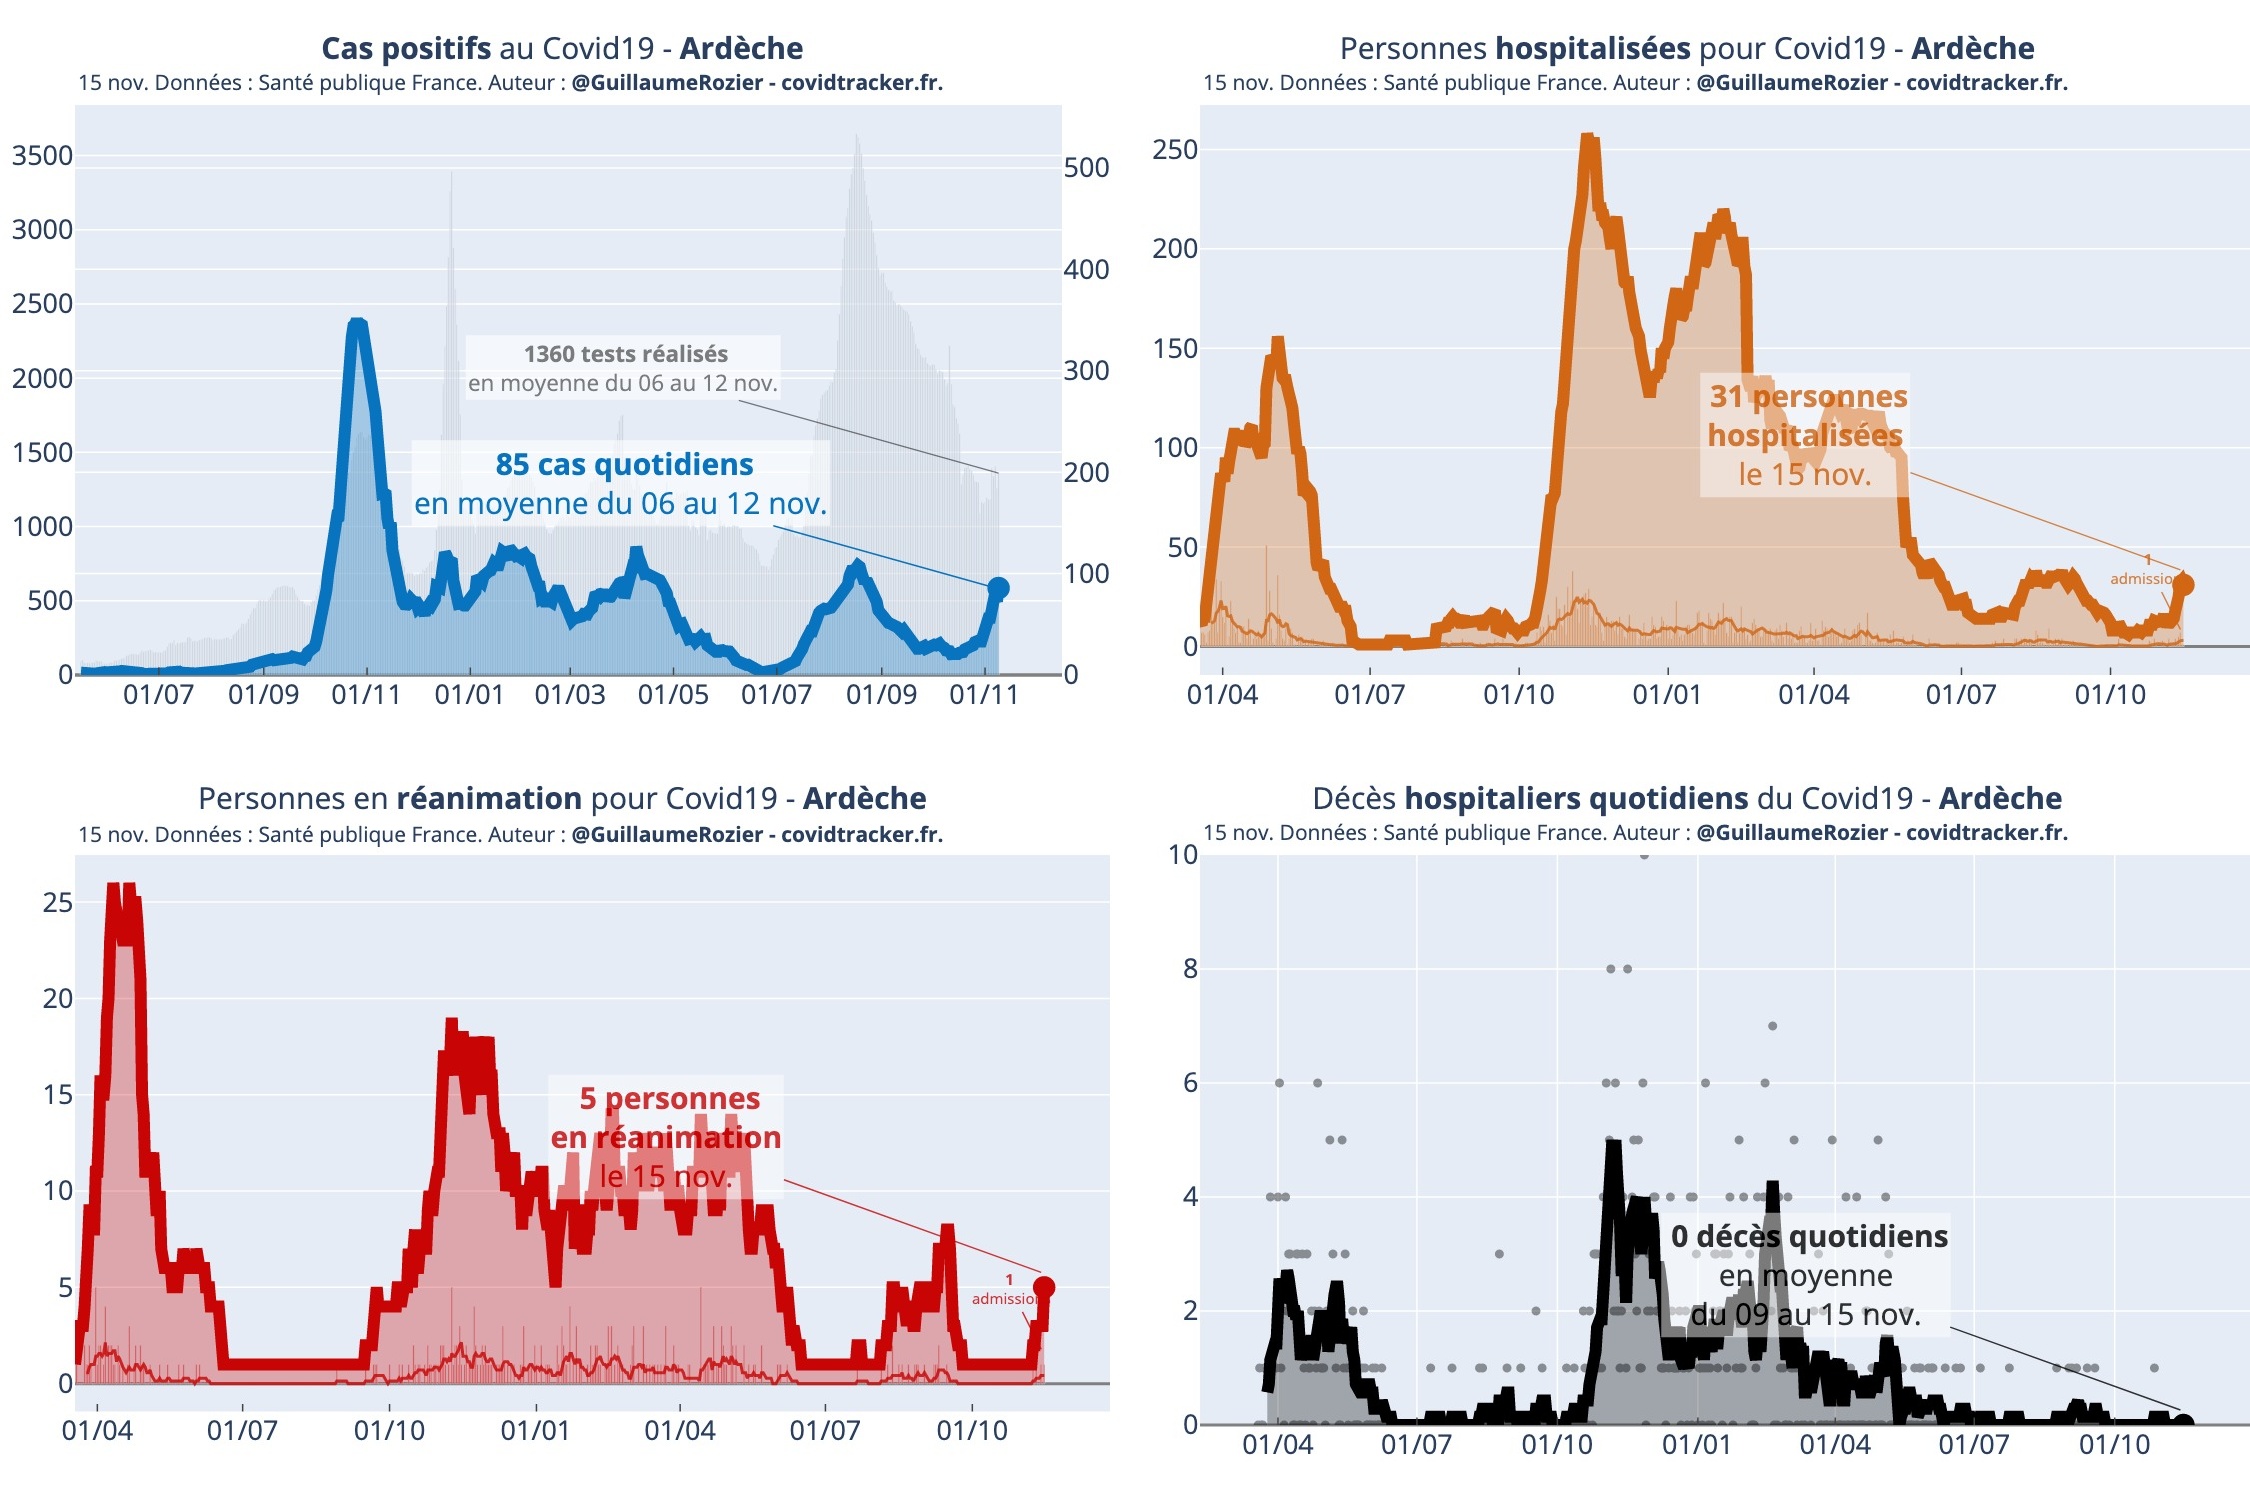 Cas positifs au Covid19 - Ardèche
15 nov. Données : Santé publique France. Auteur : @GuillaumeRozier - covidtracker.fr.
3500
3000
2500
2000
1500
1000
500
0
500
400
300
200
100
0
1360 tests réalisés
en moyenne du 06 au 12 nov.
85 cas quotidiens
en moyenne du 06 au 12 nov.
01/07 01/09 01/11 01/01 01/03 01/05 01/07 01/09 01/11
Personnes hospitalisées pour Covid19 - Ardèche
15 nov. Données : Santé publique France. Auteur : @GuillaumeRozier - covidtracker.fr.
250
200
150
100
50
0
31 personnes
hospitalisées
le 15 nov.
1
admissio
01/04 01/07 01/10 01/01 01/04 01/07 01/10
Personnes en réanimation pour Covid19 - Ardèche
15 nov. Données : Santé publique France. Auteur : @GuillaumeRozier - covidtracker.fr.
25
20
15
10
5
0
5 personnes
en réanimation
le 15 nov.
1
admission
01/04 01/07 01/10 01/01 01/04 01/07 01/10
Décès hospitaliers quotidiens du Covid19 - Ardèche
15 nov. Données : Santé publique France. Auteur : @GuillaumeRozier - covidtracker.fr.
10
8
6
4
2
0
0 décès quotidiens
en moyenne
du 09 au 15 nov.
01/04 01/07 01/10 01/01 01/04 01/07 01/10